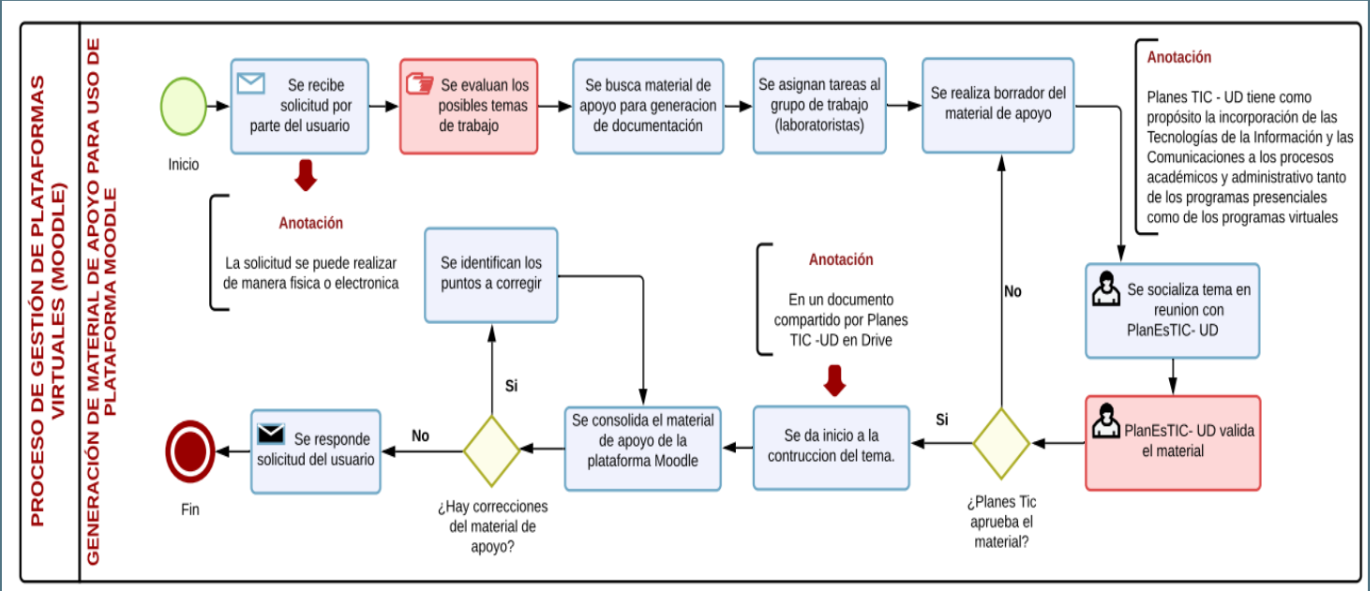 PROCESO DE GESTIÓN DE PLATAFORMAS
VIRTUALES (MOODLE)
GENERACIÓN DE MATERIAL DE APOYO PARA USO DE
PLATAFORMA MOODLE
Inicio
Se recibe
solicitud por
parte del usuario
Se evaluan los
posibles temas
de trabajo
Se busca material de
apoyo para generacion
de documentación
Se asignan tareas al
grupo de trabajo
(laboratoristas)
Se realiza borrador del
material de apoyo
Anotación
Planes TIC - UD tiene como
propósito la incorporación de las
Tecnologías de la Información y las
Comunicaciones a los procesos
académicos y administrativo tanto
de los programas presenciales
como de los programas virtuales
Anotación
La solicitud se puede realizar
de manera fisica o electronica
Se identifican los
puntos a corregir
Anotación
En un documento
compartido por Planes
TIC -UD en Drive
No
Se socializa tema en
reunion con
PlanEsTIC- UD
PlanEsTIC- UD valida
el material
¿Planes Tic
aprueba el
material?
Si
Se da inicio a la
contruccion del tema.
Se consolida el material
de apoyo de la
plataforma Moodle
¿Hay correcciones
del material de
apoyo?
Si
No
Se responde
solicitud del usuario
Fin